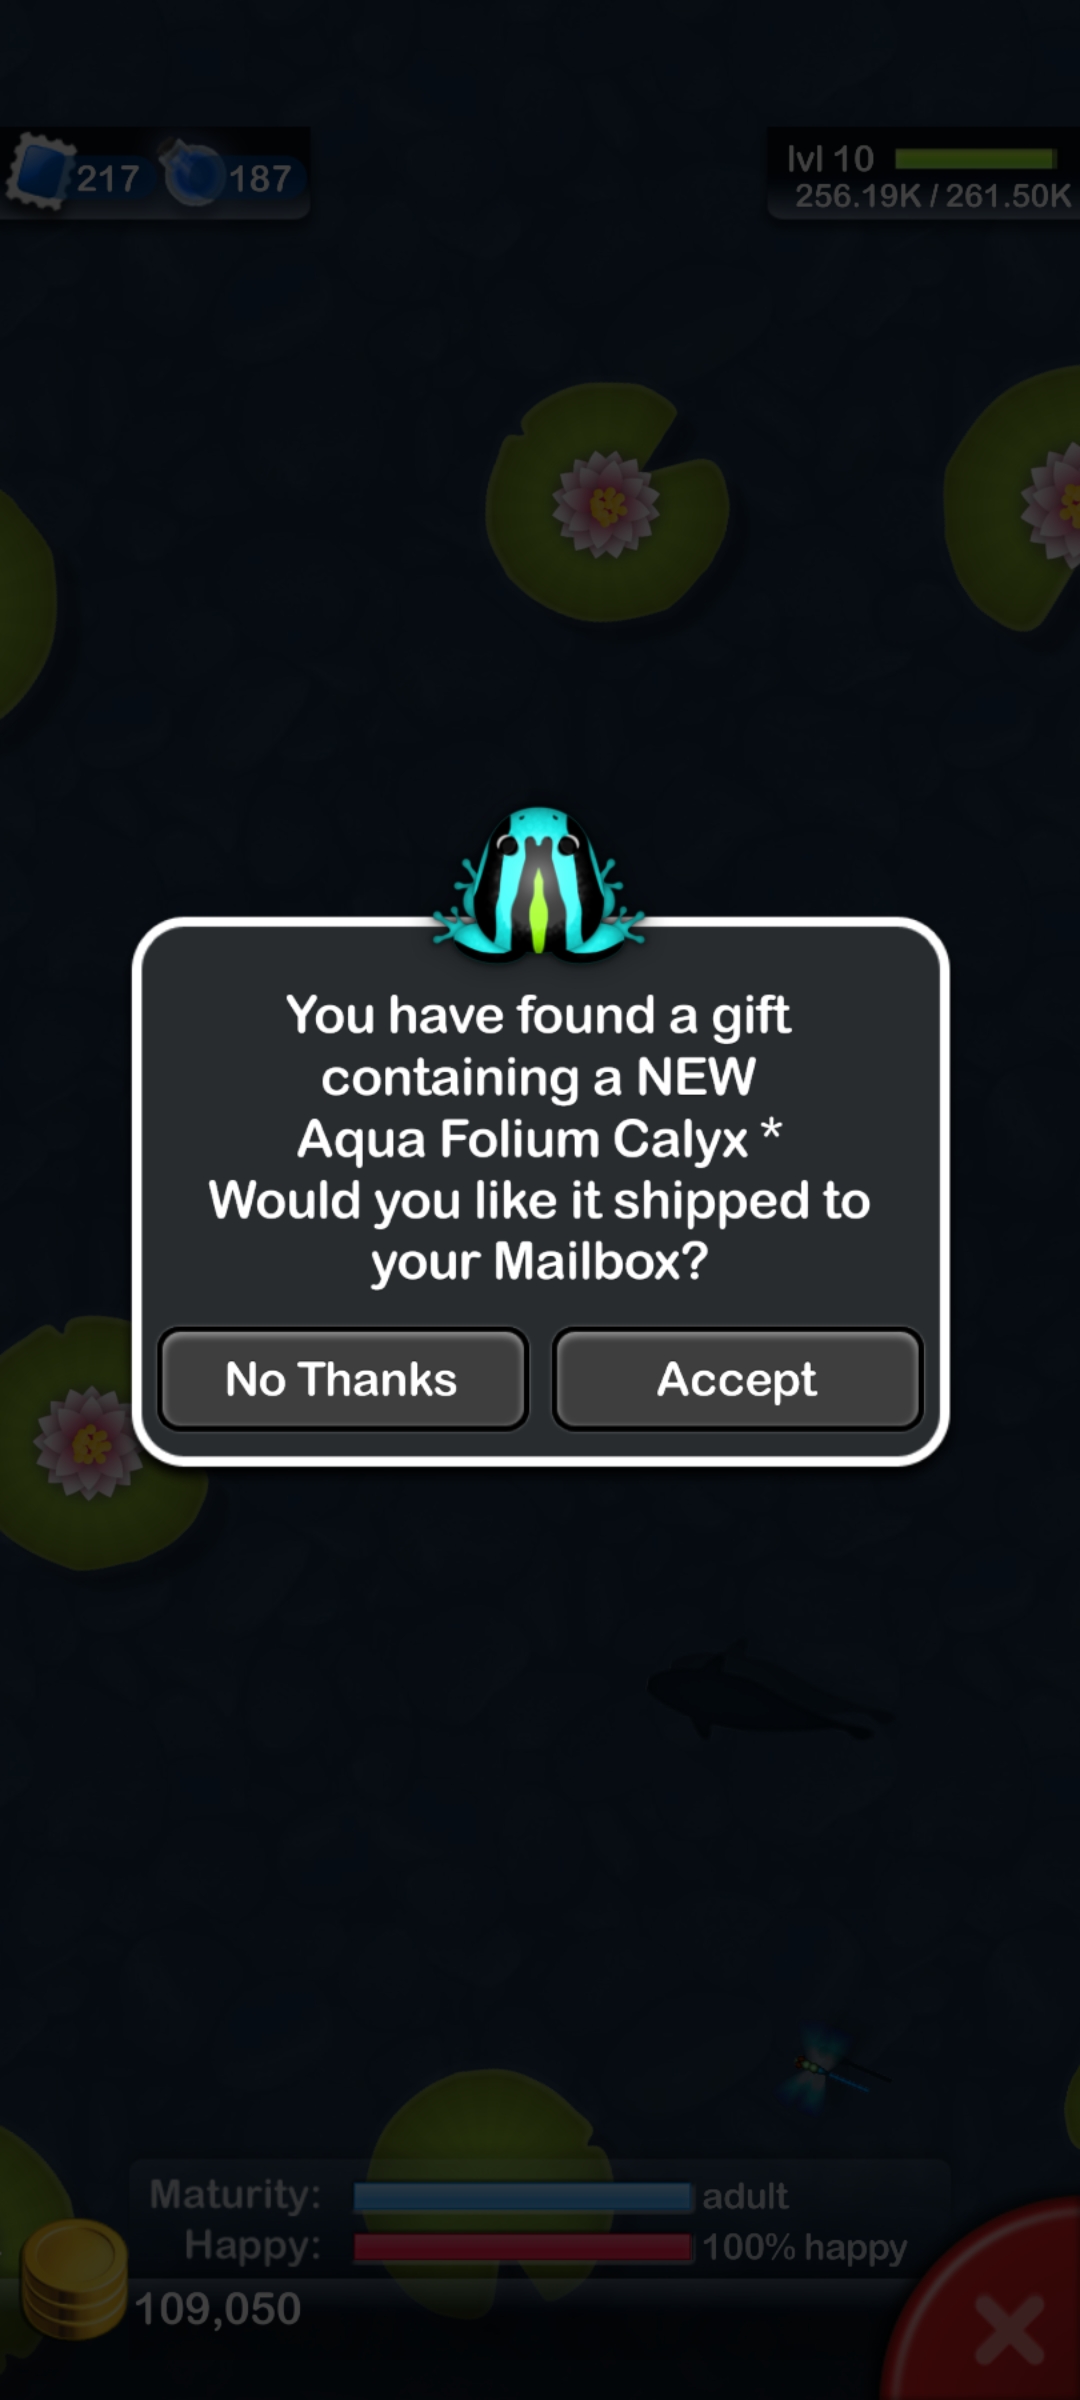 217 187
lvl 10
256.19K / 261.50K
You have found a gift
containing a NEW
Aqua Folium Calyx *
Would you like it shipped to
your Mailbox?
No Thanks Accept
Maturity: adult
Happy: 100% happy
109,050